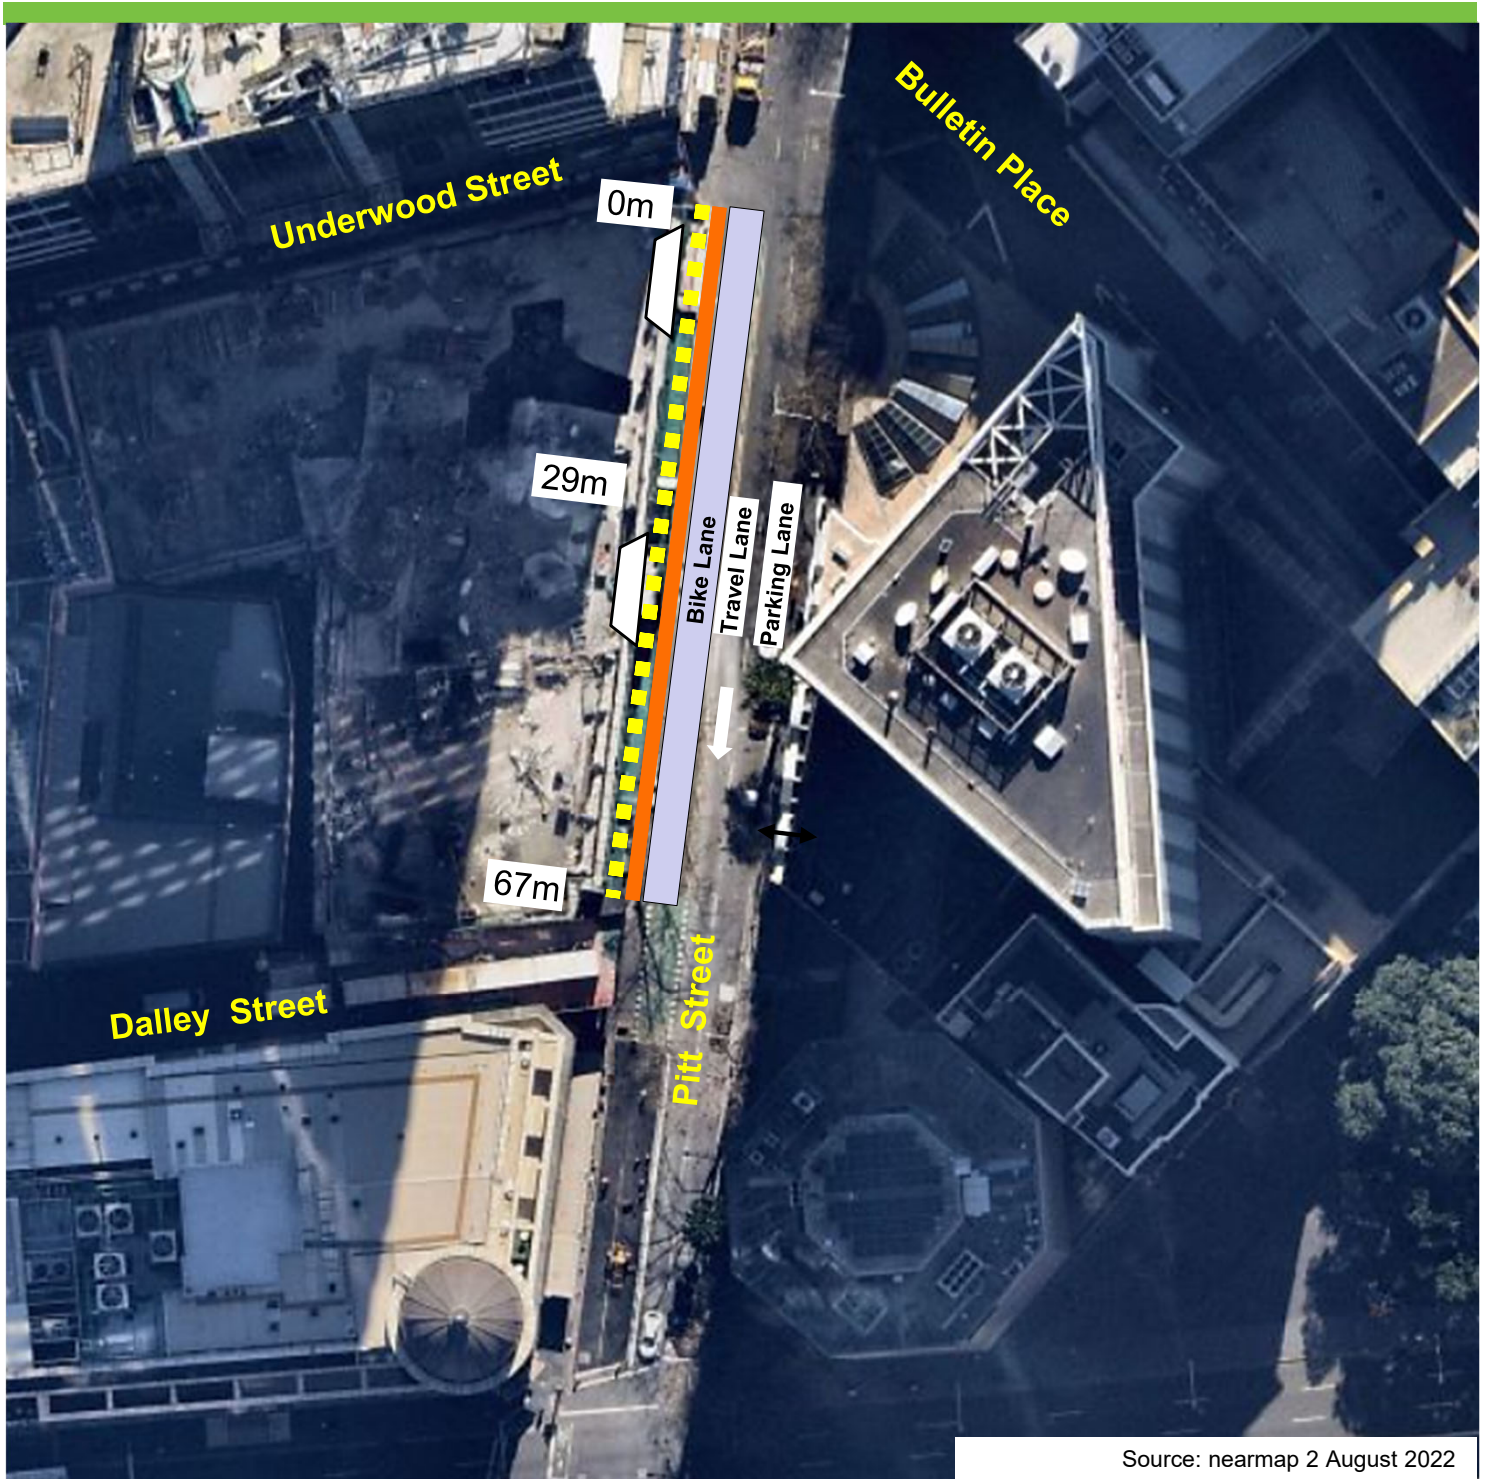 Bulletin Place
Underwood Street
0m
29m
Bike Lane
Travel Lane
Parking Lane
67m
Pitt Street
Dalley Street
Source: nearmap 2 August 2022